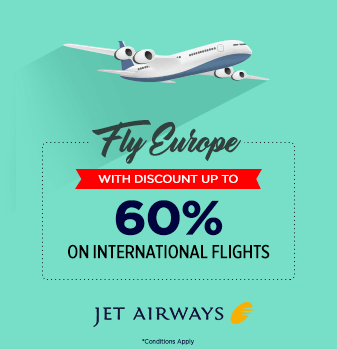 Fly Europe
WITH DISCOUNT UP TO
60%
ON INTERNATIONAL FLIGHTS
JET AIRWAYS
*Conditions Apply